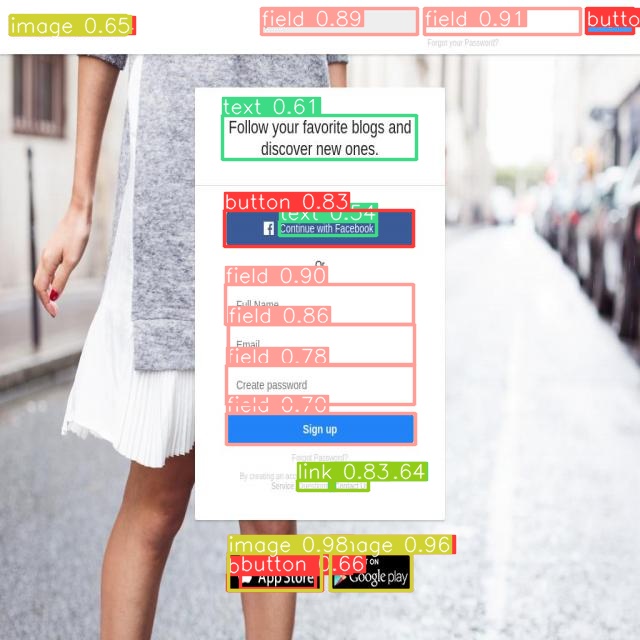 image 0.65
field 0.89
field 0.91
butto
Forgot your Password?
text 0.61
Follow your favorite blogs and
discover new ones.
button 0.83
text 0.54
Continue with Facebook
Or
field 0.90
Full Name
field 0.86
Email
field 0.78
Create password
field 0.70
Sign up
Forgot Password?
By creating an
link 0.83.64
Service
Contact U
image 0.98
age 0.96
button 0.66
App Store
ON
Google play